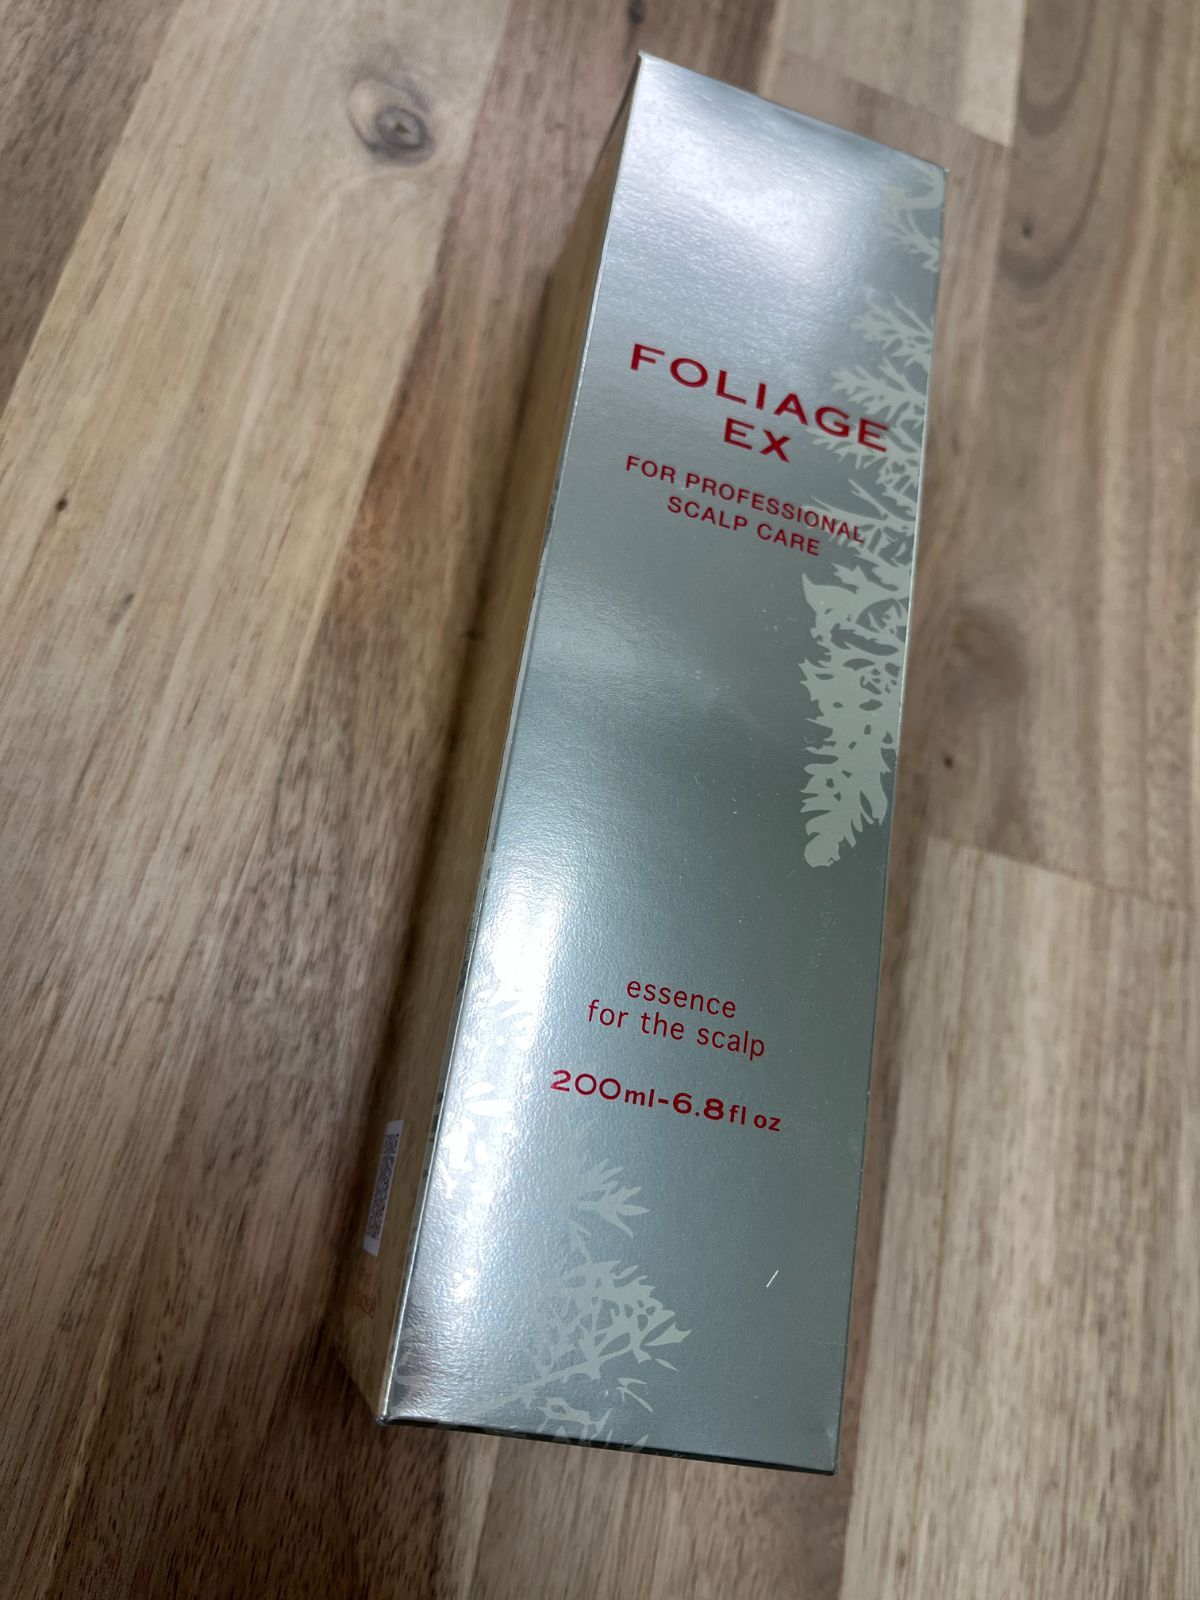 FOLIAGE
EX
FOR PROFESSIONAL
SCALP CARE
essence
for the scalp
200ml-6.8fl oz